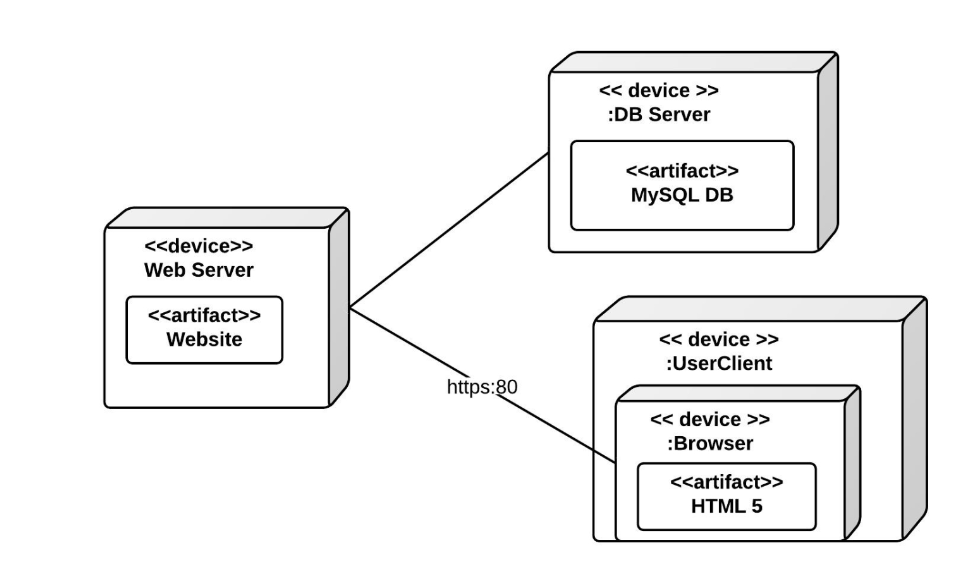 << device >>
:DB Server
<<artifact>>
MySQL DB
<<device>>
Web Server
<<artifact>>
Website
<< device >>
:UserClient
https:80
<< device >>
:Browser
<<artifact>>
HTML 5